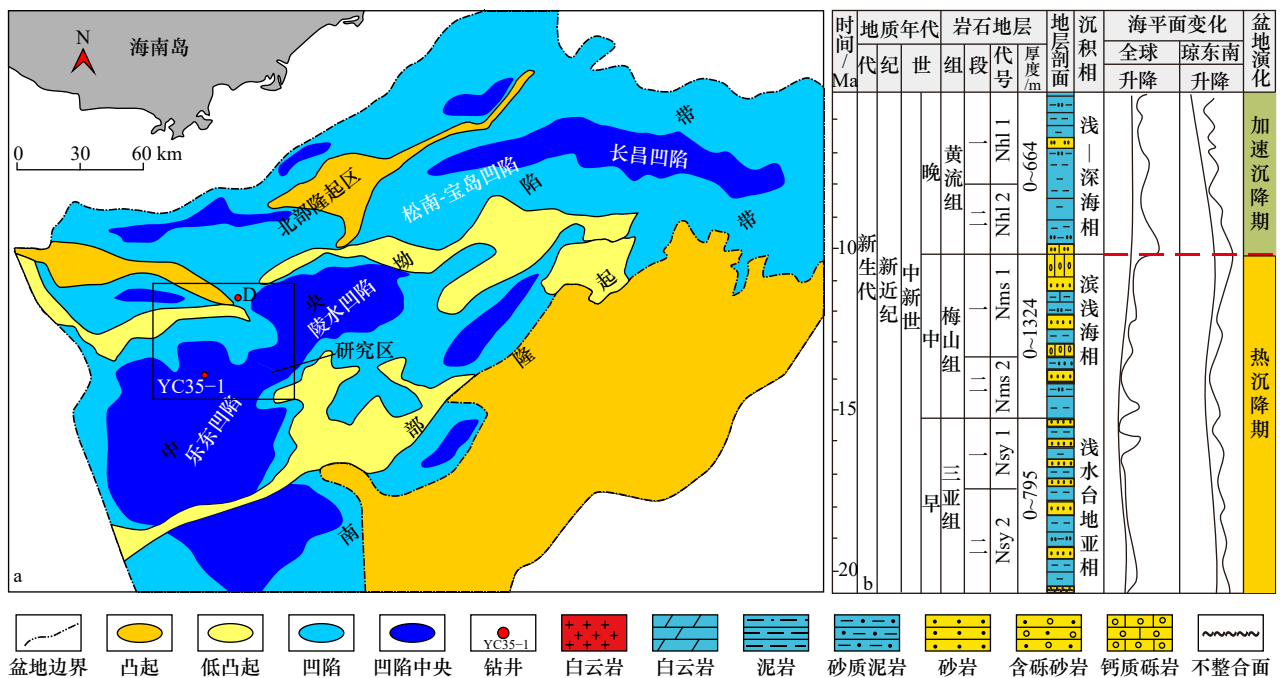 N
海南岛
0 30 60 km
北部隆起区
松南-宝岛凹陷
长昌凹陷
陵水凹陷
乐东凹陷
中央坳陷带
南部隆起带
D
研究区
YC35-1
a
时间/Ma
地质年代
代
纪
世
岩石地层
组
段
代号
厚度/m
地层剖面
沉积相
海平面变化
全球
琼东南
升降
升降
盆地演化
10
15
20
新生代
新近纪
中新世
晚
中
早
黄流组
梅山组
三亚组
一
二
一
二
一
二
Nhl 1
Nhl 2
Nms 1
Nms 2
Nsy 1
Nsy 2
0~664
0~1324
0~795
浅—深海相
滨浅海相
浅水台地亚相
加速沉降期
热沉降期
b
YC35-1
盆地边界
凸起
低凸起
凹陷
凹陷中央
钻井
白云岩
白云岩
泥岩
砂质泥岩
砂岩
含砾砂岩
钙质砾岩
不整合面